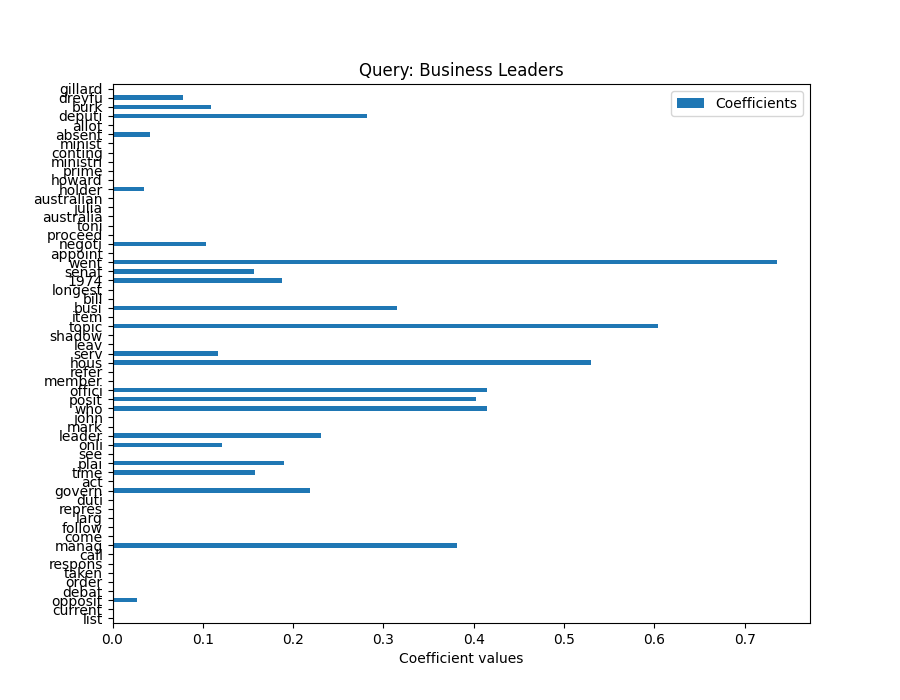 Query: Business Leaders
Coefficients
gillard
dreyfu
burk
deputi
allot
absent
minist
conting
ministri
prime
howard
holder
australian
julia
australia
toni
proceed
negoti
appoint
went
senat
1974
longest
bill
busi
item
topic
shadow
leav
serv
hous
refer
member
offici
posit
who
john
mark
leader
onli
see
plai
time
act
govern
duti
repres
larg
follow
come
manag
call
respons
taken
order
debat
opposit
current
list
0.0 0.1 0.2 0.3 0.4 0.5 0.6 0.7
Coefficient values